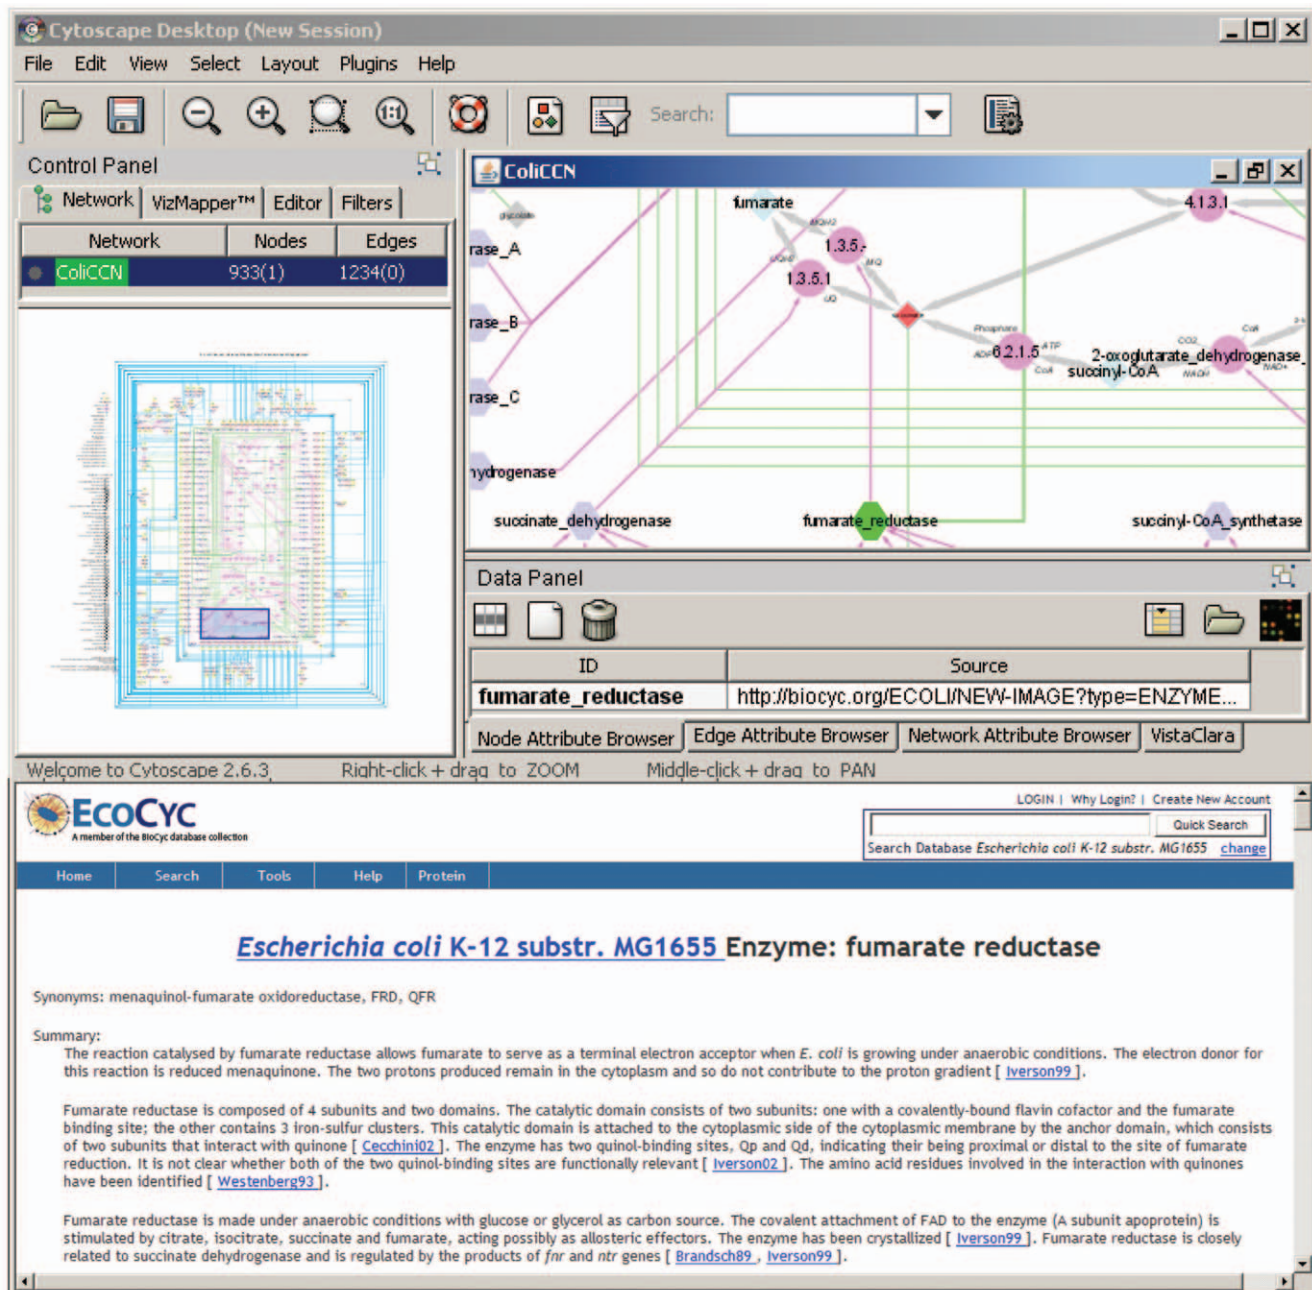 Cytoscape Desktop (New Session)
File Edit View Select Layout Plugins Help
Search:
Control Panel
Network VizMapper™ Editor Filters
Network Nodes Edges
ColiCCN 933(1) 1234(0)
ColiCCN
glycolate
fumarate
MQH2
1.3.5.-
MQ
1.3.5.1
UQ
4.1.3.1
rase_A
rase_B
rase_C
Phosphate
ADP
6.2.1.5
ATP
CoA
CO2
CoA
2-oxoglutarate_dehydrogenase_
succinyl-CoA
NADH
NAD+
hydrogenase
succinate_dehydrogenase
fumarate_reductase
succinyl-CoA_synthetase
Data Panel
ID Source
fumarate_reductase http://biocyc.org/ECOLI/NEW-IMAGE?type=ENZYME...
Node Attribute Browser Edge Attribute Browser Network Attribute Browser VistaClara
Welcome to Cytoscape 2.6.3 Right-click + drag to ZOOM Middle-click + drag to PAN
EcoCyc
A member of the BioCyc database collection
LOGIN | Why Login? | Create New Account
Quick Search
Search Database Escherichia coli K-12 substr. MG1655 change
Home Search Tools Help Protein
Escherichia coli K-12 substr. MG1655 Enzyme: fumarate reductase
Synonyms: menaquinol-fumarate oxidoreductase, FRD, QFR
Summary:
The reaction catalysed by fumarate reductase allows fumarate to serve as a terminal electron acceptor when E. coli is growing under anaerobic conditions. The electron donor for
this reaction is reduced menaquinone. The two protons produced remain in the cytoplasm and so do not contribute to the proton gradient [ Iverson99 ].
Fumarate reductase is composed of 4 subunits and two domains. The catalytic domain consists of two subunits: one with a covalently-bound flavin cofactor and the fumarate
binding site; the other contains 3 iron-sulfur clusters. This catalytic domain is attached to the cytoplasmic side of the cytoplasmic membrane by the anchor domain, which consists
of two subunits that interact with quinone [ Cecchini02 ]. The enzyme has two quinol-binding sites, Qp and Qd, indicating their being proximal or distal to the site of fumarate
reduction. It is not clear whether both of the two quinol-binding sites are functionally relevant [ Iverson02 ]. The amino acid residues involved in the interaction with quinones
have been identified [ Westenberg93 ].
Fumarate reductase is made under anaerobic conditions with glucose or glycerol as carbon source. The covalent attachment of FAD to the enzyme (A subunit apoprotein) is
stimulated by citrate, isocitrate, succinate and fumarate, acting possibly as allosteric effectors. The enzyme has been crystallized [ Iverson99 ]. Fumarate reductase is closely
related to succinate dehydrogenase and is regulated by the products of fnr and ntr genes [ Brandsch89 , Iverson99 ].